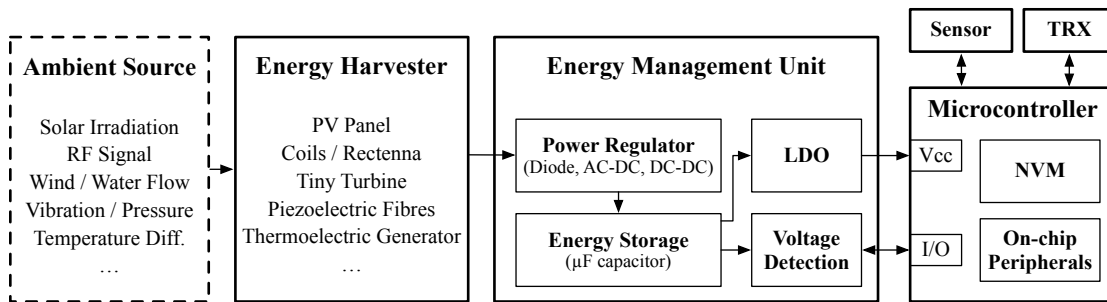 Ambient Source
Solar Irradiation
RF Signal
Wind / Water Flow
Vibration / Pressure
Temperature Diff.
…
Energy Harvester
PV Panel
Coils / Rectenna
Tiny Turbine
Piezoelectric Fibres
Thermoelectric Generator
…
Energy Management Unit
Power Regulator
(Diode, AC-DC, DC-DC)
Energy Storage
(µF capacitor)
LDO
Voltage
Detection
Sensor
TRX
Microcontroller
Vcc
NVM
I/O
On-chip
Peripherals